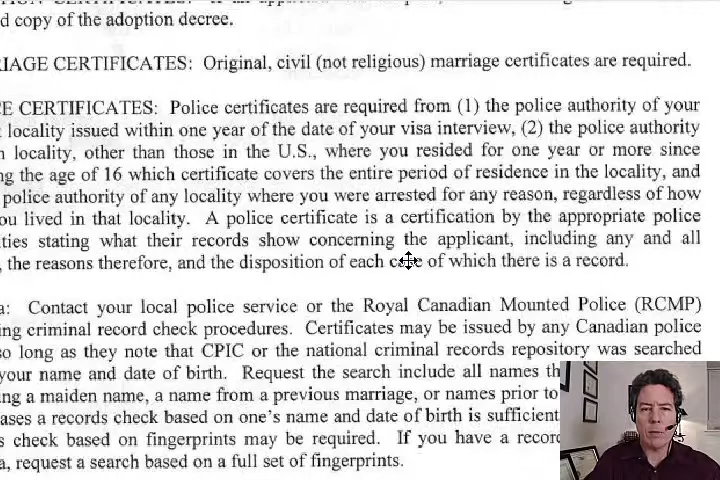 d copy of the adoption decree.
IAGE CERTIFICATES: Original, civil (not religious) marriage certificates are required.
CE CERTIFICATES: Police certificates are required from (1) the police authority of your
locality issued within one year of the date of your visa interview, (2) the police authority
n locality, other than those in the U.S., where you resided for one year or more since
ng the age of 16 which certificate covers the entire period of residence in the locality, and
police authority of any locality where you were arrested for any reason, regardless of how
ou lived in that locality. A police certificate is a certification by the appropriate police
ties stating what their records show concerning the applicant, including any and all
, the reasons therefore, and the disposition of each case of which there is a record.
a: Contact your local police service or the Royal Canadian Mounted Police (RCMP)
ing criminal record check procedures. Certificates may be issued by any Canadian police
so long as they note that CPIC or the national criminal records repository was searched
your name and date of birth. Request the search include all names th
ng a maiden name, a name from a previous marriage, or names prior to
ases a records check based on one's name and date of birth is sufficient
s check based on fingerprints may be required. If you have a record
a, request a search based on a full set of fingerprints.